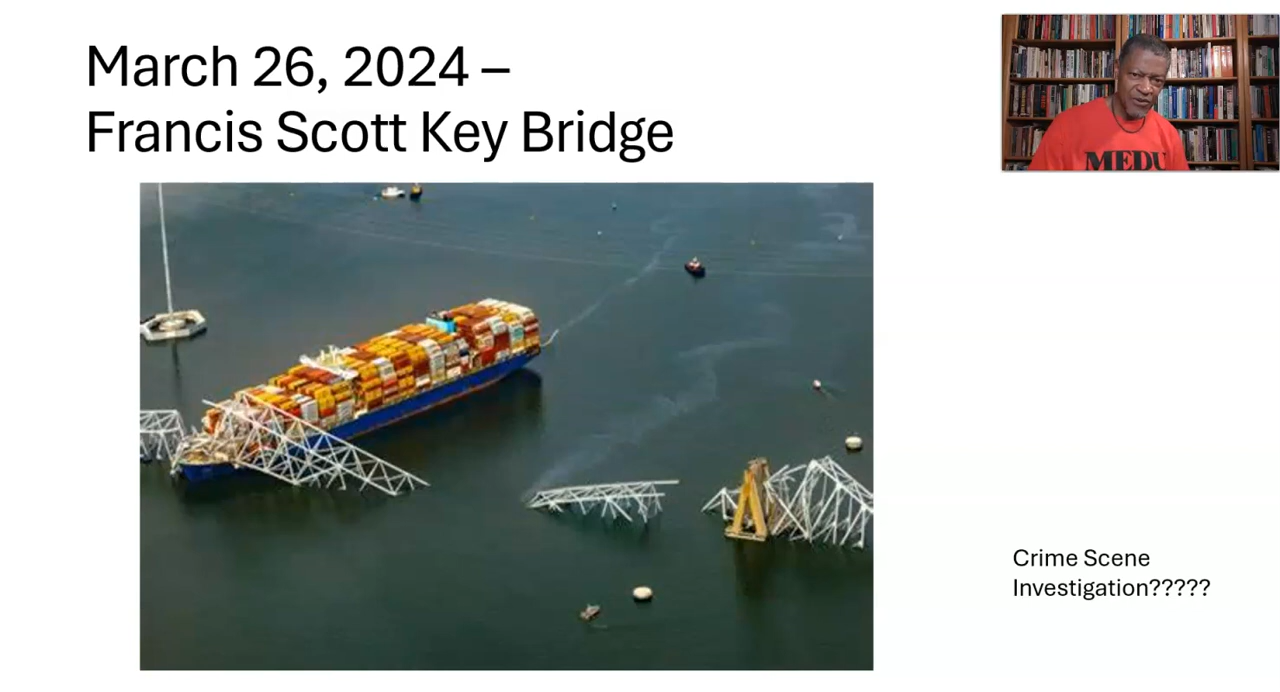 March 26, 2024 –
Francis Scott Key Bridge
MEDU
Crime Scene
Investigation?????